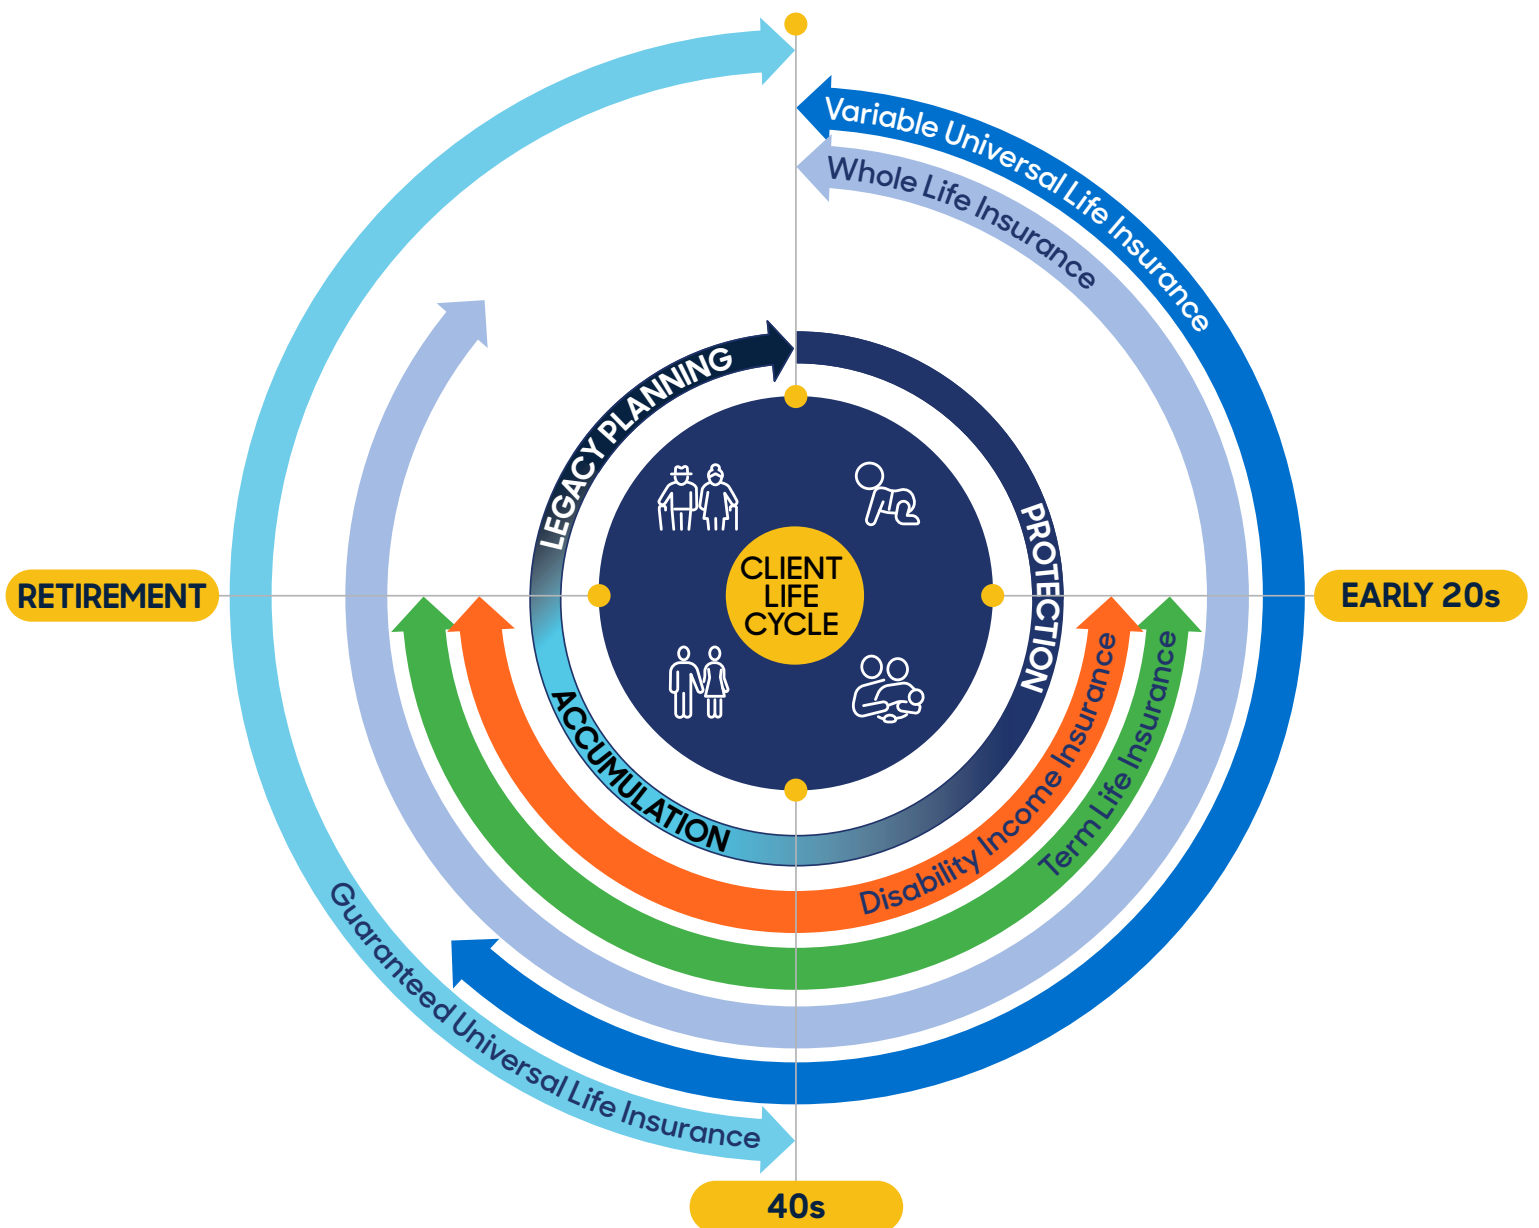 Variable Universal Life Insurance
Whole Life Insurance
LEGACY PLANNING
PROTECTION
CLIENT
LIFE
CYCLE
RETIREMENT
EARLY 20s
ACCUMULATION
Disability Income Insurance
Term Life Insurance
Guaranteed Universal Life Insurance
40s